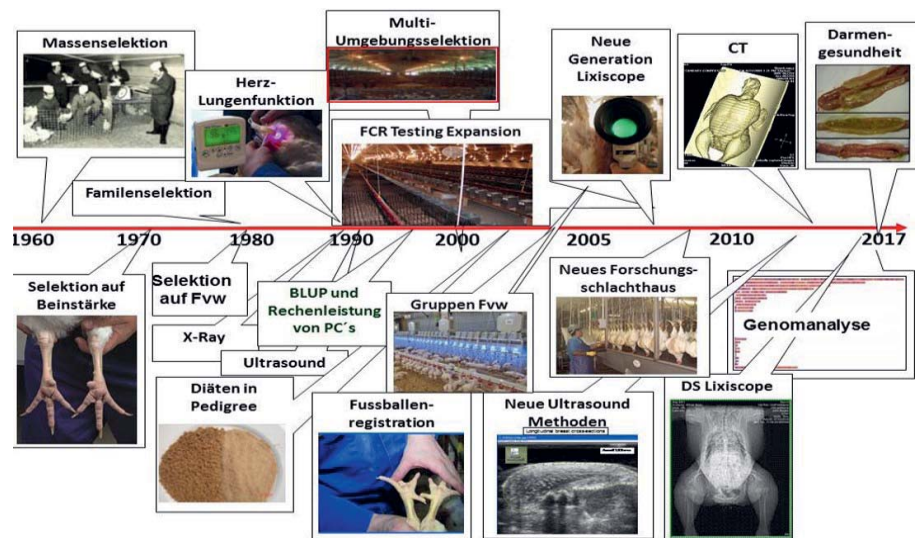 Massenselektion
Herz-
Lungenfunktion
Multi-
Umgebungsselektion
FCR Testing Expansion
Neue
Generation
Lixiscope
CT
Darmen-
gesundheit
Familenselektion
1960
1970
1980
1990
2000
2005
2010
2017
Selektion auf
Beinstärke
Selektion
auf Fvw
X-Ray
Ultrasound
BLUP und
Rechenleistung
von PC´s
Diäten in
Pedigree
Gruppen Fvw
Fussballen-
registration
Neues Forschungs-
schlachthaus
Neue Ultrasound
Methoden
Genomanalyse
DS Lixiscope